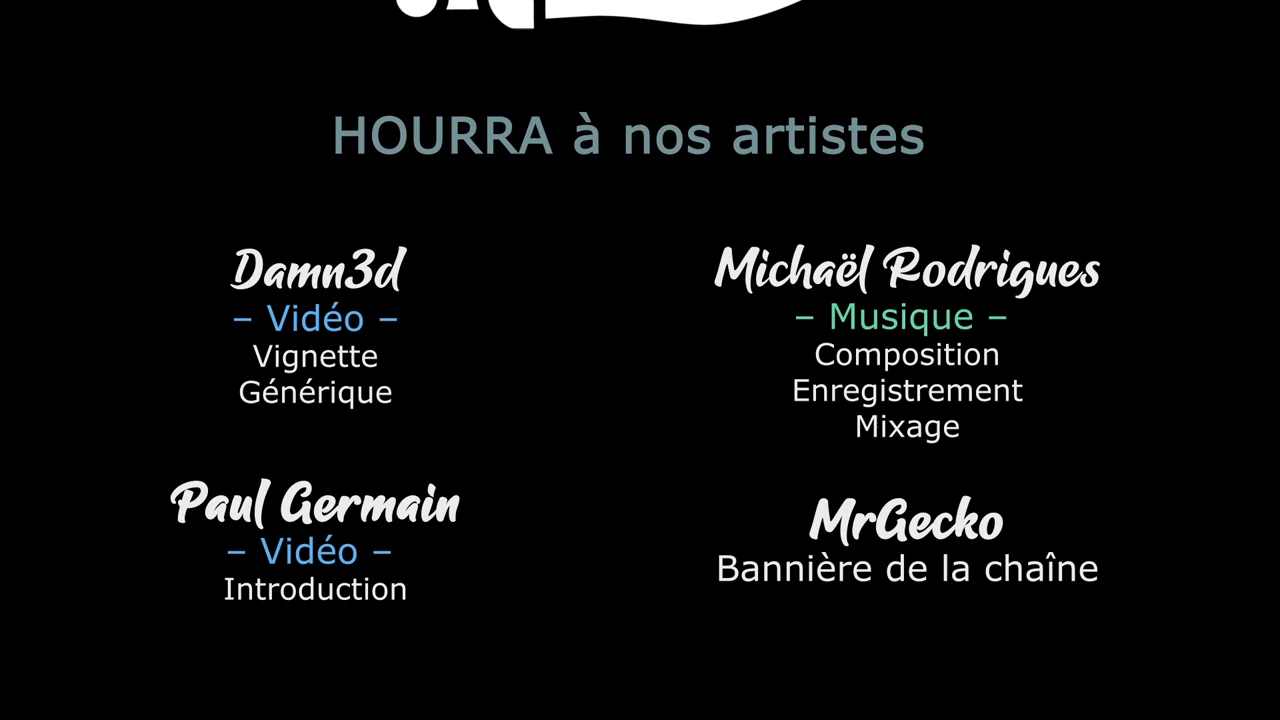 HOURRA à nos artistes
Damn3d
– Vidéo –
Vignette
Générique
Michaël Rodrigues
– Musique –
Composition
Enregistrement
Mixage
Paul Germain
– Vidéo –
Introduction
MrGecko
Bannière de la chaîne